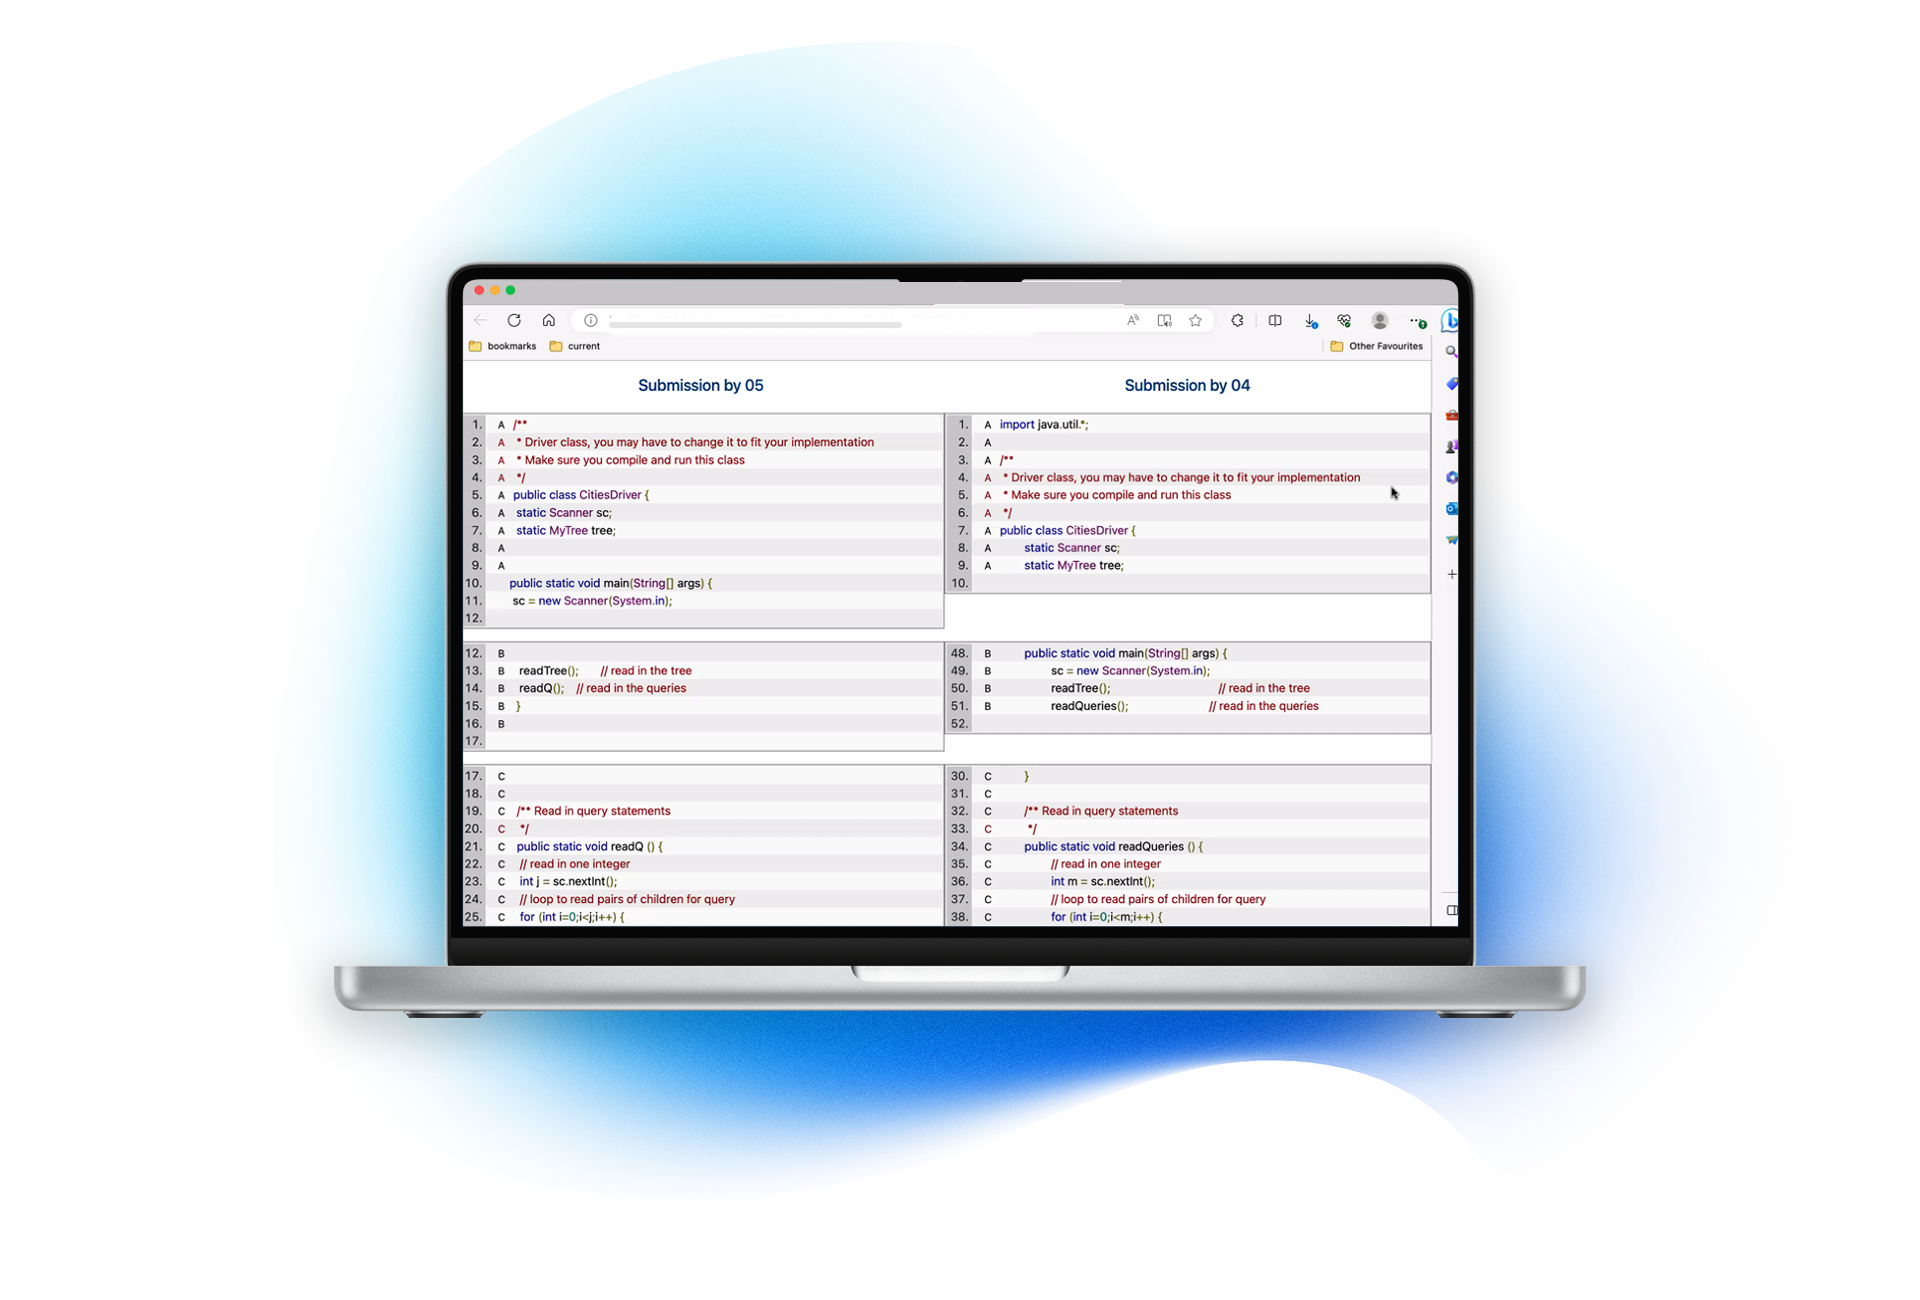 bookmarks current Other Favourites
Submission by 05
1. A /**
2. A * Driver class, you may have to change it to fit your implementation
3. A * Make sure you compile and run this class
4. A */
5. A public class CitiesDriver {
6. A static Scanner sc;
7. A static MyTree tree;
8. A
9. A
10. public static void main(String[] args) {
11. sc = new Scanner(System.in);
12.
12. B
13. B readTree(); // read in the tree
14. B readQ(); // read in the queries
15. B }
16. B
17.
17. C
18. C
19. C /** Read in query statements
20. C */
21. C public static void readQ () {
22. C // read in one integer
23. C int j = sc.nextInt();
24. C // loop to read pairs of children for query
25. C for (int i=0;i<j;i++) {
Submission by 04
1. A import java.util.*;
2. A
3. A /**
4. A * Driver class, you may have to change it to fit your implementation
5. A * Make sure you compile and run this class
6. A */
7. A public class CitiesDriver {
8. A static Scanner sc;
9. A static MyTree tree;
10.
48. B public static void main(String[] args) {
49. B sc = new Scanner(System.in);
50. B readTree(); // read in the tree
51. B readQueries(); // read in the queries
52.
30. C }
31. C
32. C /** Read in query statements
33. C */
34. C public static void readQueries () {
35. C // read in one integer
36. C int m = sc.nextInt();
37. C // loop to read pairs of children for query
38. C for (int i=0;i<m;i++) {